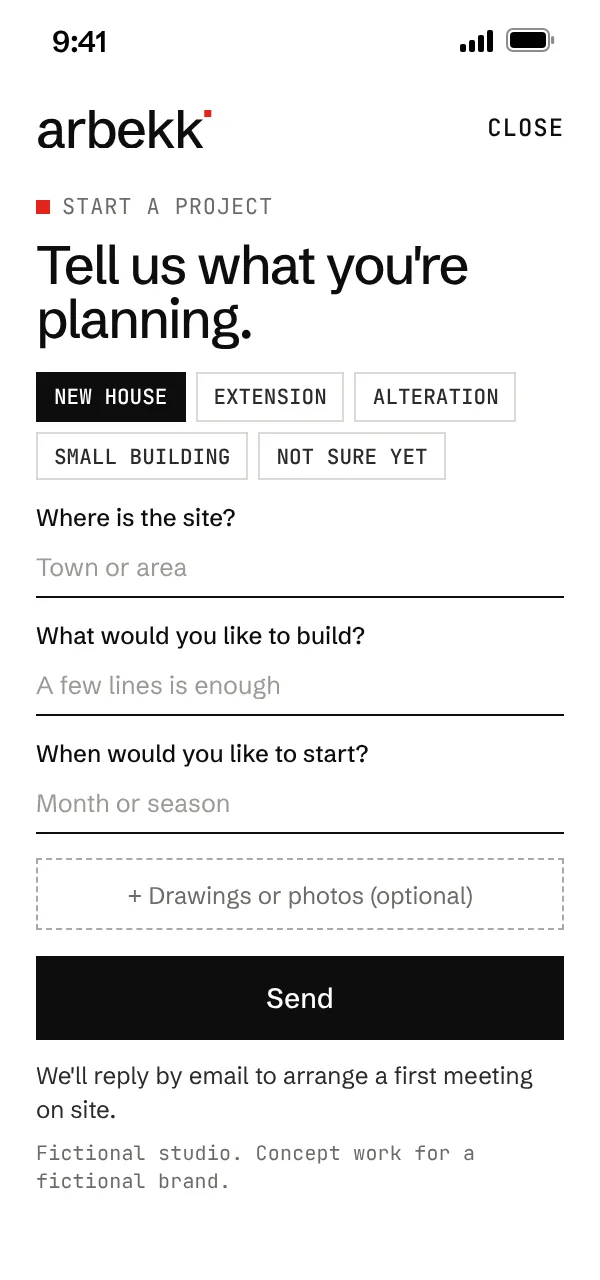 9:41
arbekk
CLOSE
START A PROJECT
Tell us what you're
planning.
NEW HOUSE
EXTENSION
ALTERATION
SMALL BUILDING
NOT SURE YET
Where is the site?
Town or area
What would you like to build?
A few lines is enough
When would you like to start?
Month or season
+ Drawings or photos (optional)
Send
We'll reply by email to arrange a first meeting
on site.
Fictional studio. Concept work for a
fictional brand.